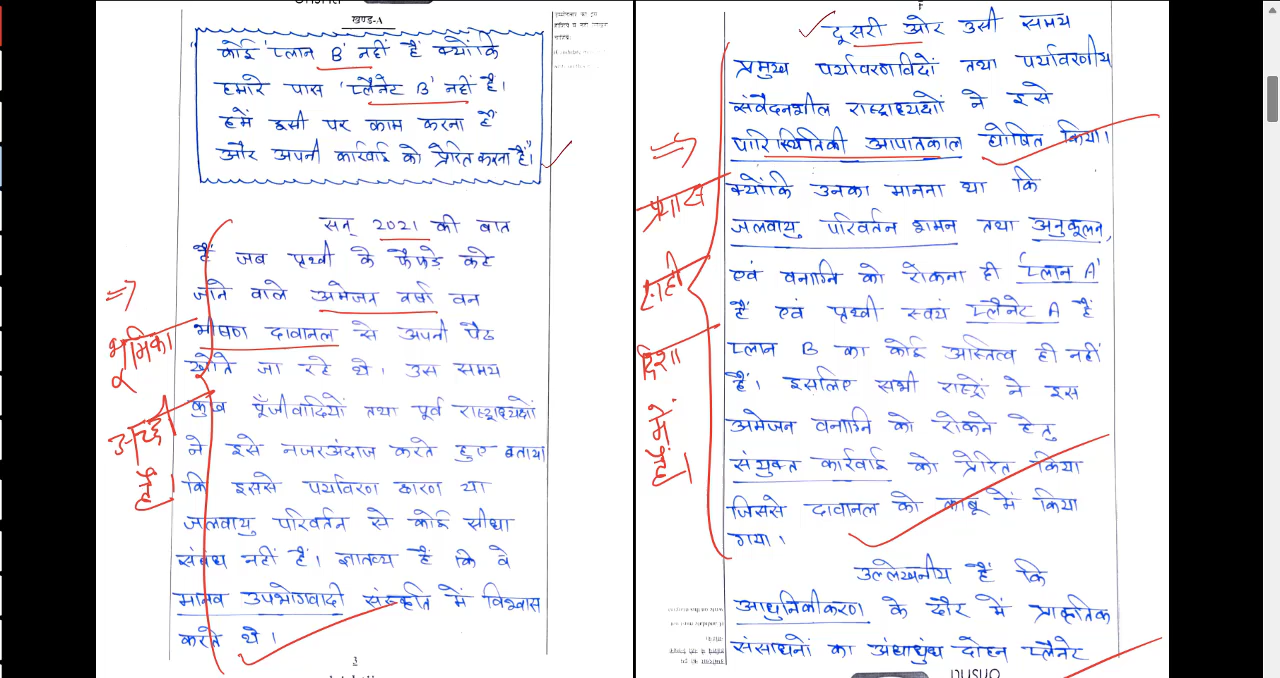 खण्ड-A
"कोई 'प्लान B' नहीं है क्योंकि
हमारे पास 'प्लैनेट B' नहीं है।
हमें इसी पर काम करना है
और अपनी कार्रवाई को प्रेरित करना है।"
सन् 2021 की बात
है जब पृथ्वी के फेफड़े कहे
जाने वाले अमेजन वर्षा वन
भीषण दावानल से अपनी पैठ
खोते जा रहे थे। उस समय
कुछ पूँजीवादियों तथा पूर्व राष्ट्राध्यक्षों
ने इसे नजरअंदाज करते हुए बताया
कि इससे पर्यावरण कारण या
जलवायु परिवर्तन से कोई सीधा
संबंध नहीं है। ज्ञातव्य है कि वे
मानव उपभोगवादी संस्कृति में विश्वास
करते थे।
भूमिका
अच्छी
है।
3
दूसरी ओर उसी समय
प्रमुख पर्यावरणविदों तथा पर्यावरणीय
संवेदनशील राष्ट्राध्यक्षों ने इसे
पारिस्थितिकी आपातकाल घोषित किया।
क्योंकि उनका मानना था कि
जलवायु परिवर्तन शमन तथा अनुकूलन,
एवं वनाग्नि को रोकना ही 'प्लान A'
है एवं पृथ्वी स्वयं प्लैनेट A है
प्लान B का कोई अस्तित्व ही नहीं
है। इसलिए सभी राष्ट्रों ने इस
अमेजन वनाग्नि को रोकने हेतु
संयुक्त कार्रवाई को प्रेरित किया
जिससे दावानल को काबू में किया
गया।
उल्लेखनीय है कि
आधुनिकीकरण के दौर में प्राकृतिक
संसाधनों का अंधाधुंध दोहन प्लैनेट
प्रयास
सही
दिशा
में
है।